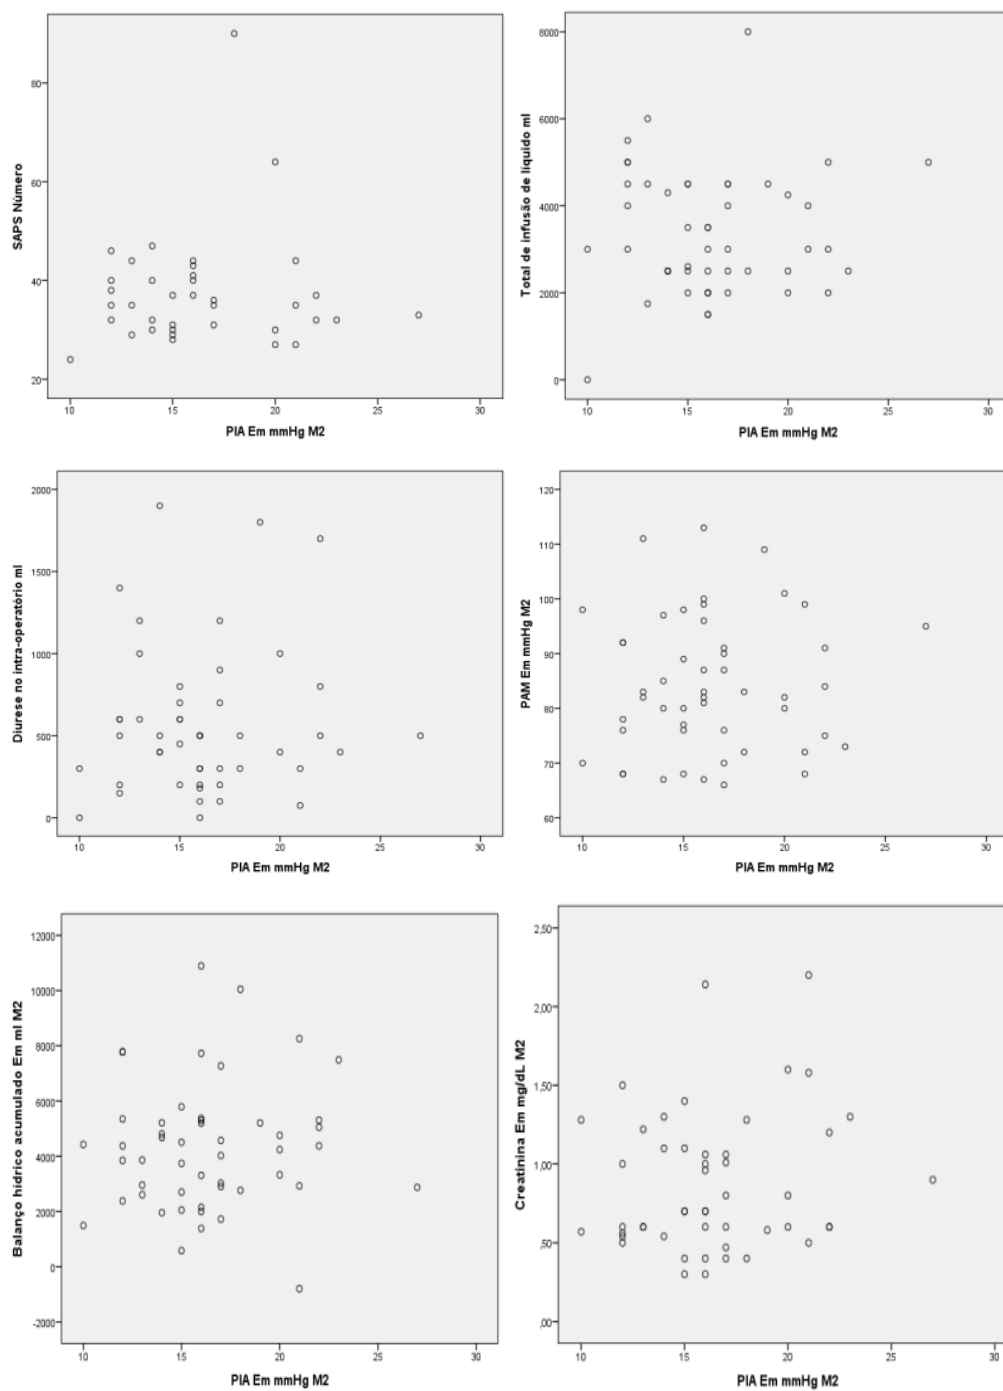 SAPS Número
80
60
40
20
10 15 20 25 30
PIA Em mmHg M2
Total de infusão de líquido ml
8000
6000
4000
2000
0
10 15 20 25 30
PIA Em mmHg M2
Diurese no intra-operatório ml
2000
1500
1000
500
0
10 15 20 25 30
PIA Em mmHg M2
PAM Em mmHg M2
120
110
100
90
80
70
60
10 15 20 25 30
PIA Em mmHg M2
Balanço hídrico acumulado Em ml M2
12000
10000
8000
6000
4000
2000
0
-2000
10 15 20 25 30
PIA Em mmHg M2
Creatinina Em mg/dL M2
2,50
2,00
1,50
1,00
,50
,00
10 15 20 25 30
PIA Em mmHg M2